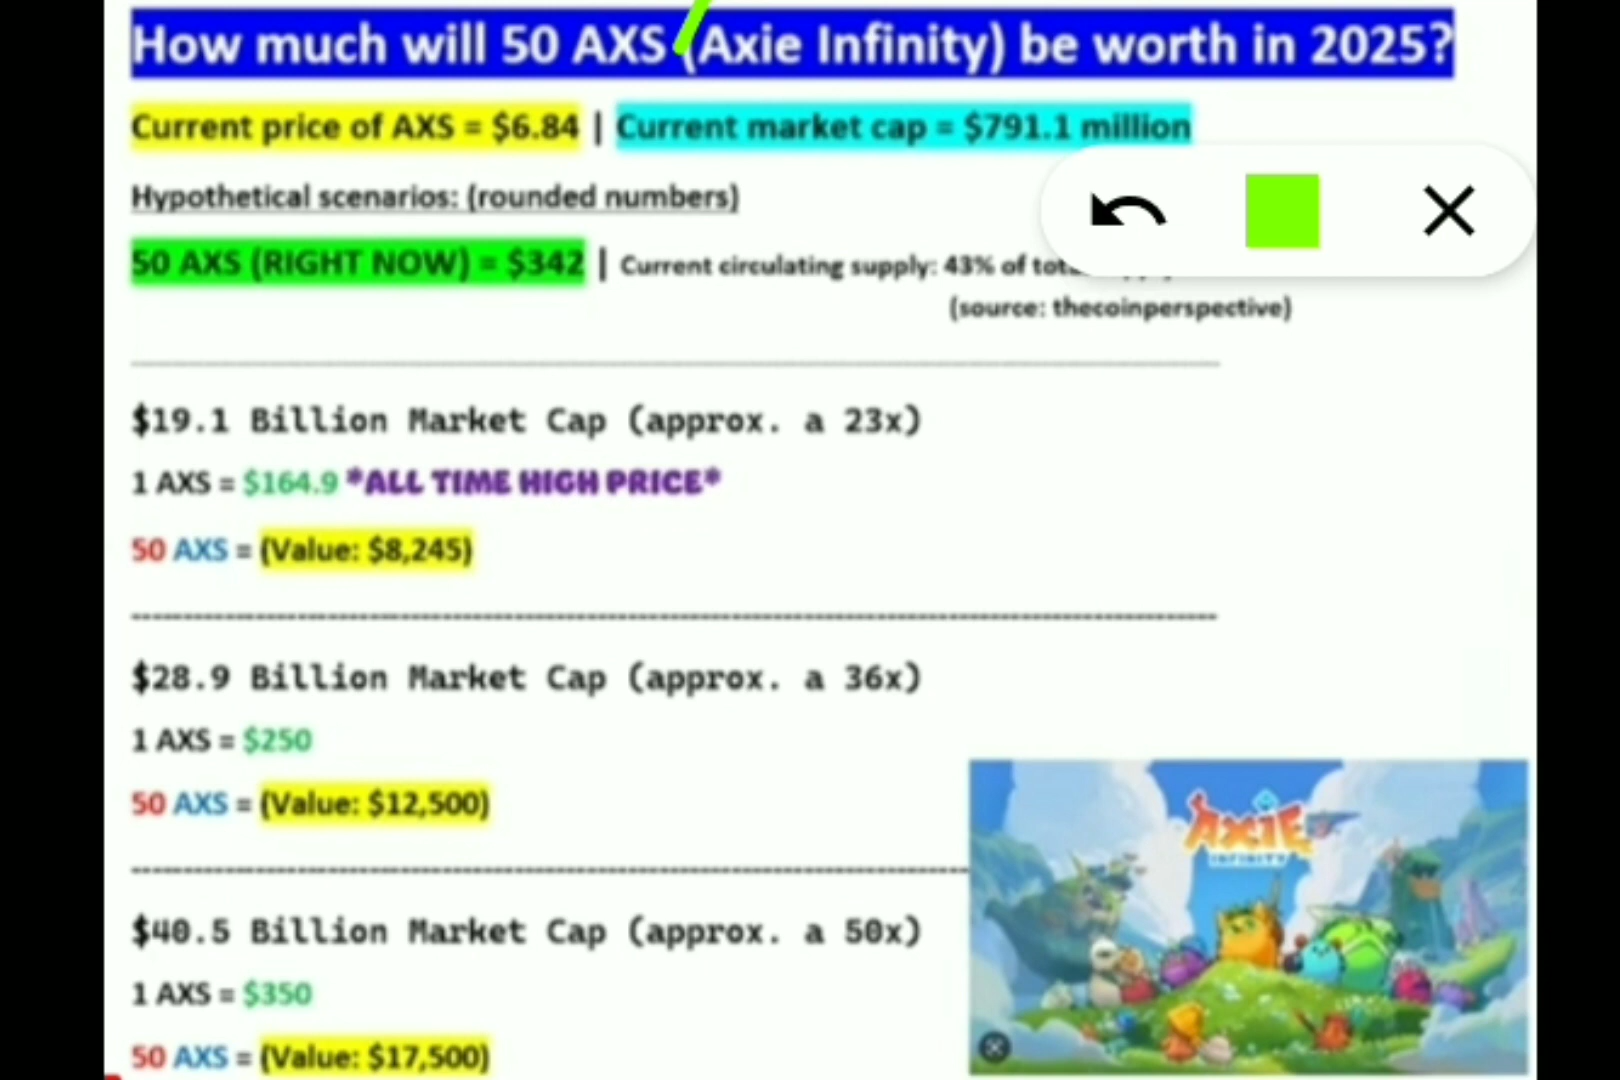 How much will 50 AXS (Axie Infinity) be worth in 2025?
Current price of AXS = $6.84 | Current market cap = $791.1 million
Hypothetical scenarios: (rounded numbers)
50 AXS (RIGHT NOW) = $342 | Current circulating supply: 43% of
(source: thecoinperspective)
$19.1 Billion Market Cap (approx. a 23x)
1 AXS = $164.9 *ALL TIME HIGH PRICE*
50 AXS = (Value: $8,245)
$28.9 Billion Market Cap (approx. a 36x)
1 AXS = $250
50 AXS = (Value: $12,500)
$40.5 Billion Market Cap (approx. a 50x)
1 AXS = $350
50 AXS = (Value: $17,500)
AXIE
INFINITY